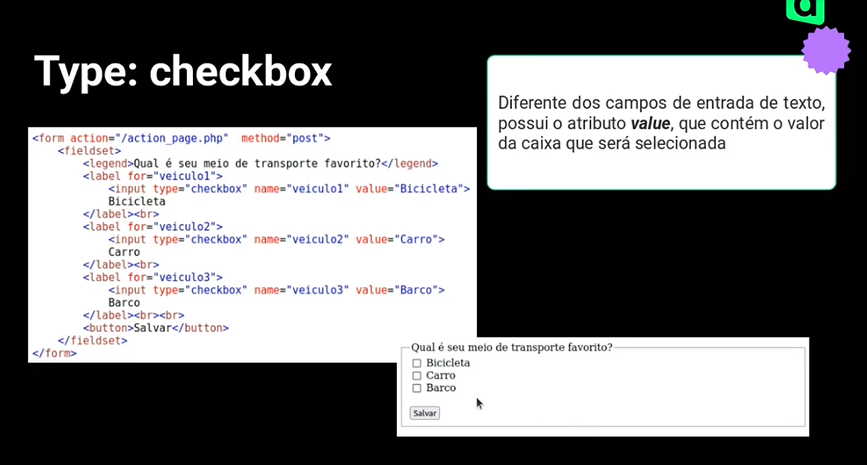 Type: checkbox
<form action="/action_page.php"  method="post">
    <fieldset>
        <legend>Qual é seu meio de transporte favorito?</legend>
        <label for="veiculo1">
            <input type="checkbox" name="veiculo1" value="Bicicleta">
            Bicicleta
        </label><br>
        <label for="veiculo2">
            <input type="checkbox" name="veiculo2" value="Carro">
            Carro
        </label><br>
        <label for="veiculo3">
            <input type="checkbox" name="veiculo3" value="Barco">
            Barco
        </label><br><br>
        <button>Salvar</button>
    </fieldset>
</form>
Diferente dos campos de entrada de texto,
possui o atributo value, que contém o valor
da caixa que será selecionada
Qual é seu meio de transporte favorito?
Bicicleta
Carro
Barco
Salvar